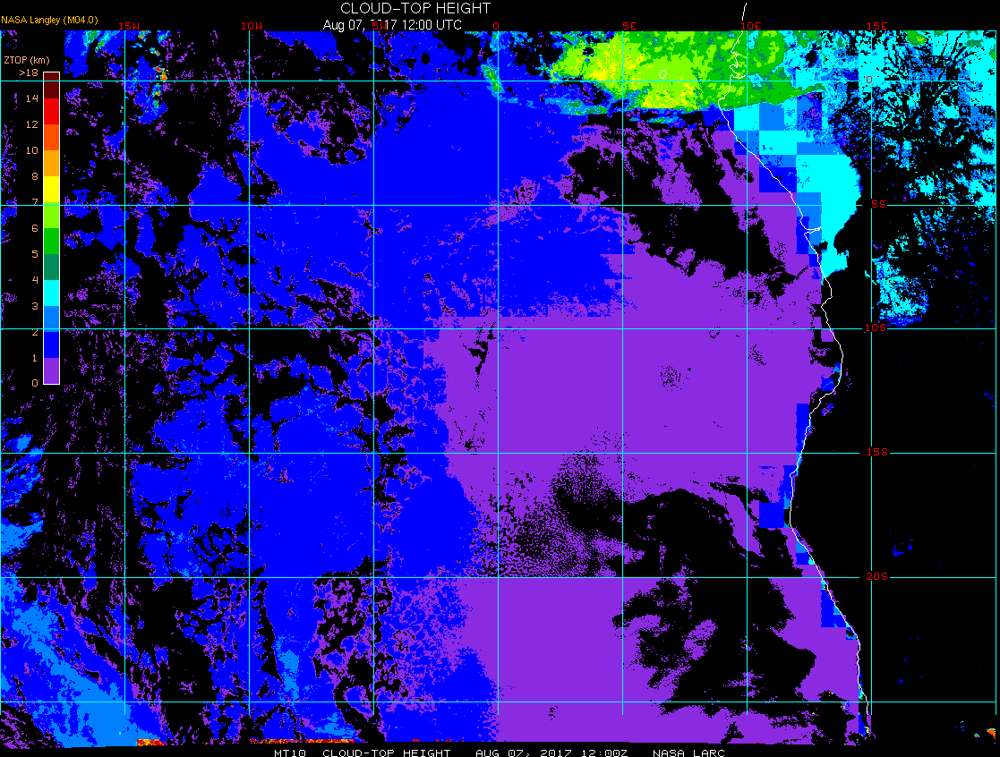 CLOUD-TOP HEIGHT
NASA Langley (M04.0)
Aug 07, 2017 12:00 UTC
15W 10W 5W 0 5E 10E 15E
ZTOP (km)
>18
14
12
10
8
7
6
5
4
3
2
1
0
0
5S
10S
15S
20S
MT10 CLOUD-TOP HEIGHT AUG 07, 2017 12:00Z NASA LARC